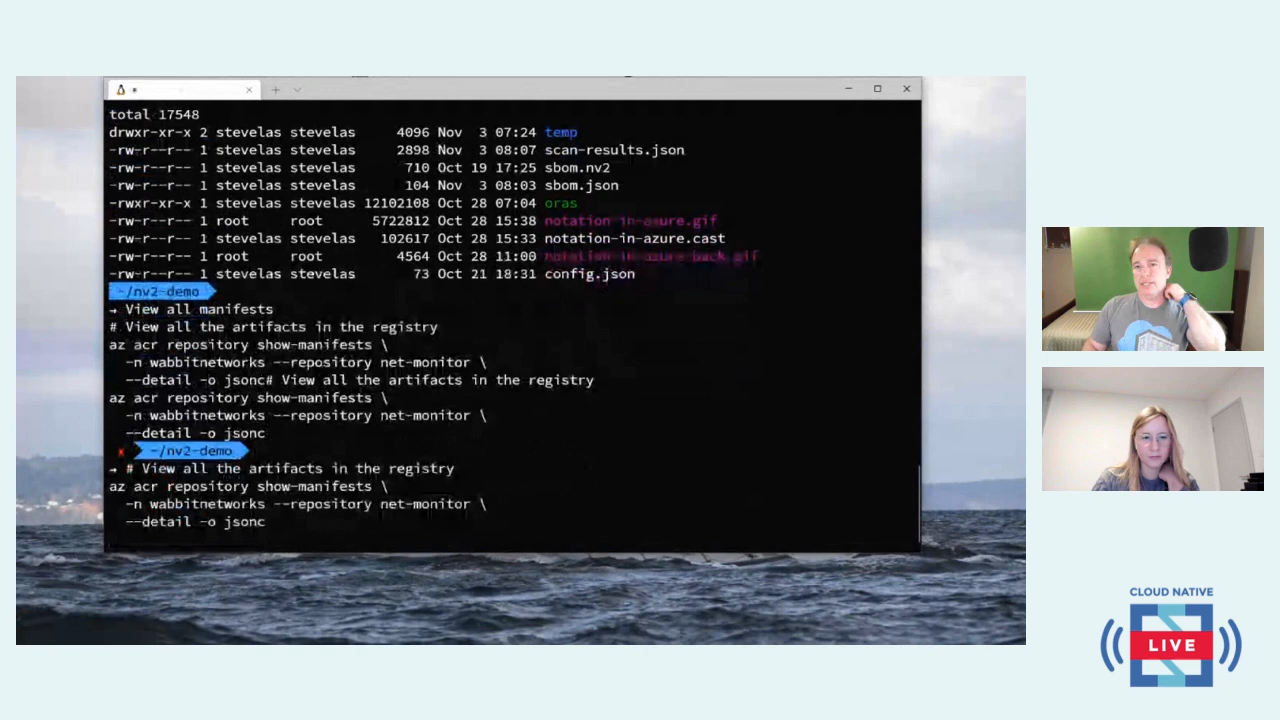 total 17548
drwxr-xr-x 2 stevelas stevelas 4096 Nov 3 07:24 temp
-rw-r--r-- 1 stevelas stevelas 2898 Nov 3 08:07 scan-results.json
-rw-r--r-- 1 stevelas stevelas 710 Oct 19 17:25 sbom.nv2
-rw-r--r-- 1 stevelas stevelas 104 Nov 3 08:03 sbom.json
-rwxr-xr-x 1 stevelas stevelas 12102108 Oct 28 07:04 oras
-rw-r--r-- 1 root root 5722812 Oct 28 15:38 notation-in-azure.gif
-rw-r--r-- 1 stevelas stevelas 102617 Oct 28 15:33 notation-in-azure.cast
-rw-r--r-- 1 root root 4564 Oct 28 11:00 notation-in-azure-back.gif
-rw-r--r-- 1 stevelas stevelas 73 Oct 21 18:31 config.json
~/nv2-demo
→ View all manifests
# View all the artifacts in the registry
az acr repository show-manifests \
-n wabbitnetworks --repository net-monitor \
--detail -o jsonc# View all the artifacts in the registry
az acr repository show-manifests \
-n wabbitnetworks --repository net-monitor \
--detail -o jsonc
x ~/nv2-demo
→ # View all the artifacts in the registry
az acr repository show-manifests \
-n wabbitnetworks --repository net-monitor \
--detail -o jsonc
CLOUD NATIVE
LIVE